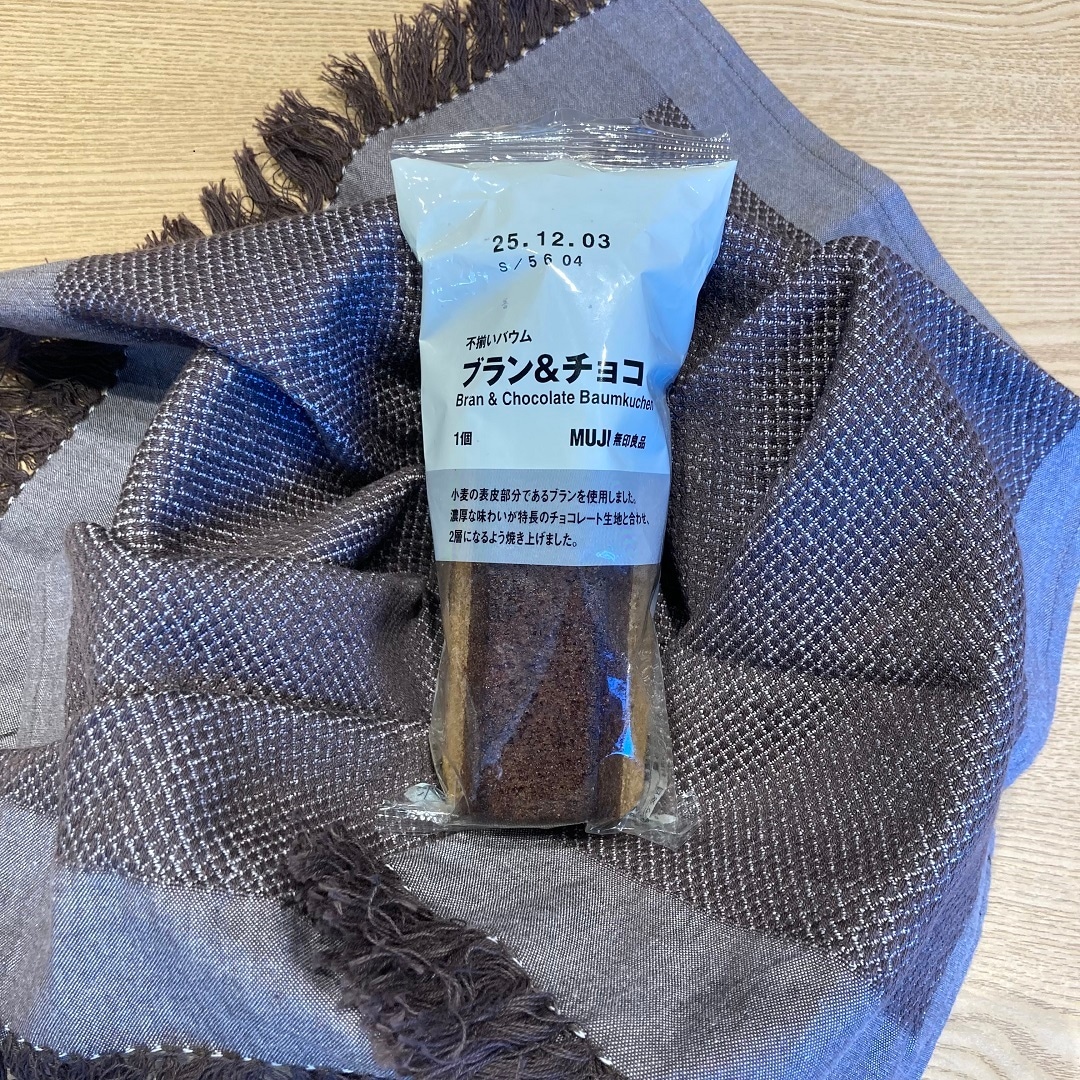 25.12.03
S/56 04
不揃いバウム
ブラン&チョコ
Bran & Chocolate Baumkuchen
1個
MUJI 無印良品
小麦の表皮部分であるブランを使用しました。
濃厚な味わいが特長のチョコレート生地と合わせ、
2層になるよう焼き上げました。